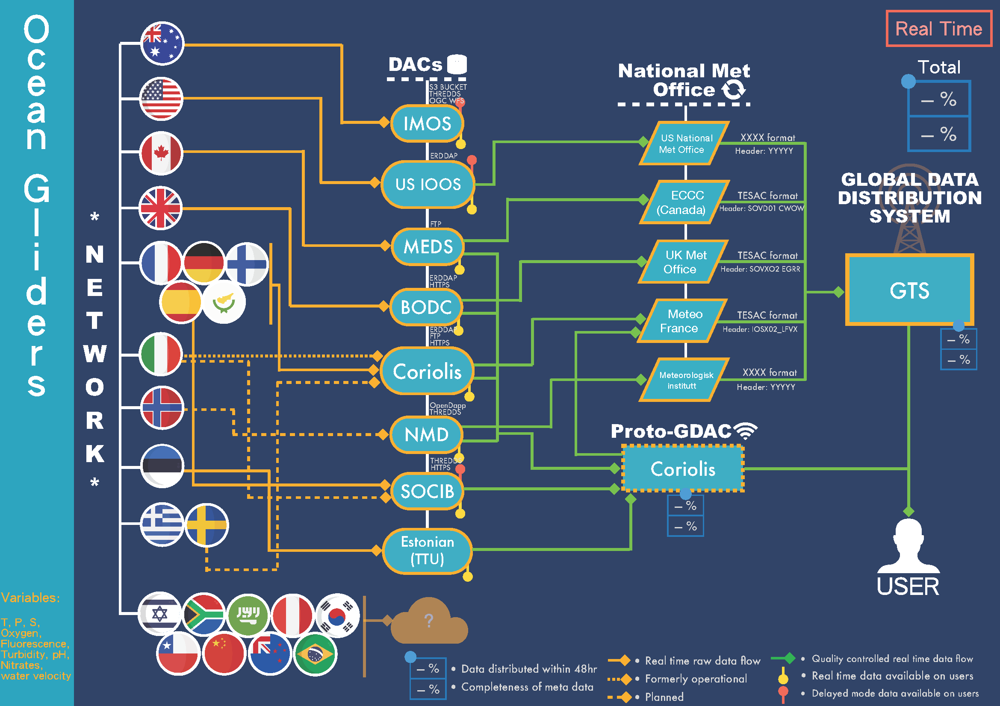 Ocean Gliders
* NETWORK *
Variables:
T, P, S,
Oxygen,
Fluorescence,
Turbidity, pH,
Nitrates,
water velocity
DACs
S3 BUCKET
THREDDS
OGC WFS
IMOS
ERDDAP
US IOOS
FTP
MEDS
ERDDAP
HTTPS
BODC
ERDDAP
FTP
HTTPS
Coriolis
OpenDapp
THREDDS
NMD
THREDDS
HTTPS
SOCIB
Estonian
(TTU)
?
National Met
Office
US National
Met Office
XXXX format
Header: YYYYY
ECCC
(Canada)
TESAC format
Header: SOVD01 CWOW
UK Met
Office
TESAC format
Header: SOVXO2 EGRR
Meteo
France
TESAC format
Header: IOSX02_LFVX
Meteorologisk
institutt
XXXX format
Header: YYYYY
Proto-GDAC
Coriolis
– %
– %
Real Time
Total
– %
– %
GLOBAL DATA
DISTRIBUTION
SYSTEM
GTS
– %
– %
USER
– % • Data distributed within 48hr
– % • Completeness of meta data
• Real time raw data flow
• Formerly operational
• Planned
• Quality controlled real time data flow
• Real time data available on users
• Delayed mode data available on users